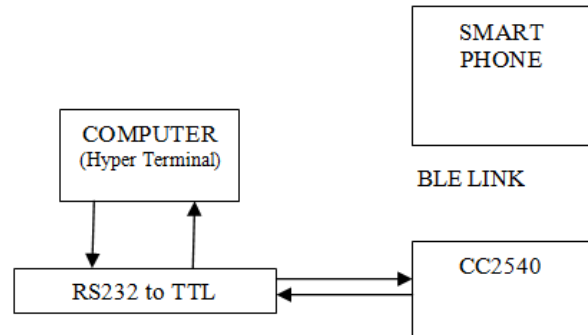 SMART
PHONE
COMPUTER
(Hyper Terminal)
BLE LINK
CC2540
RS232 to TTL